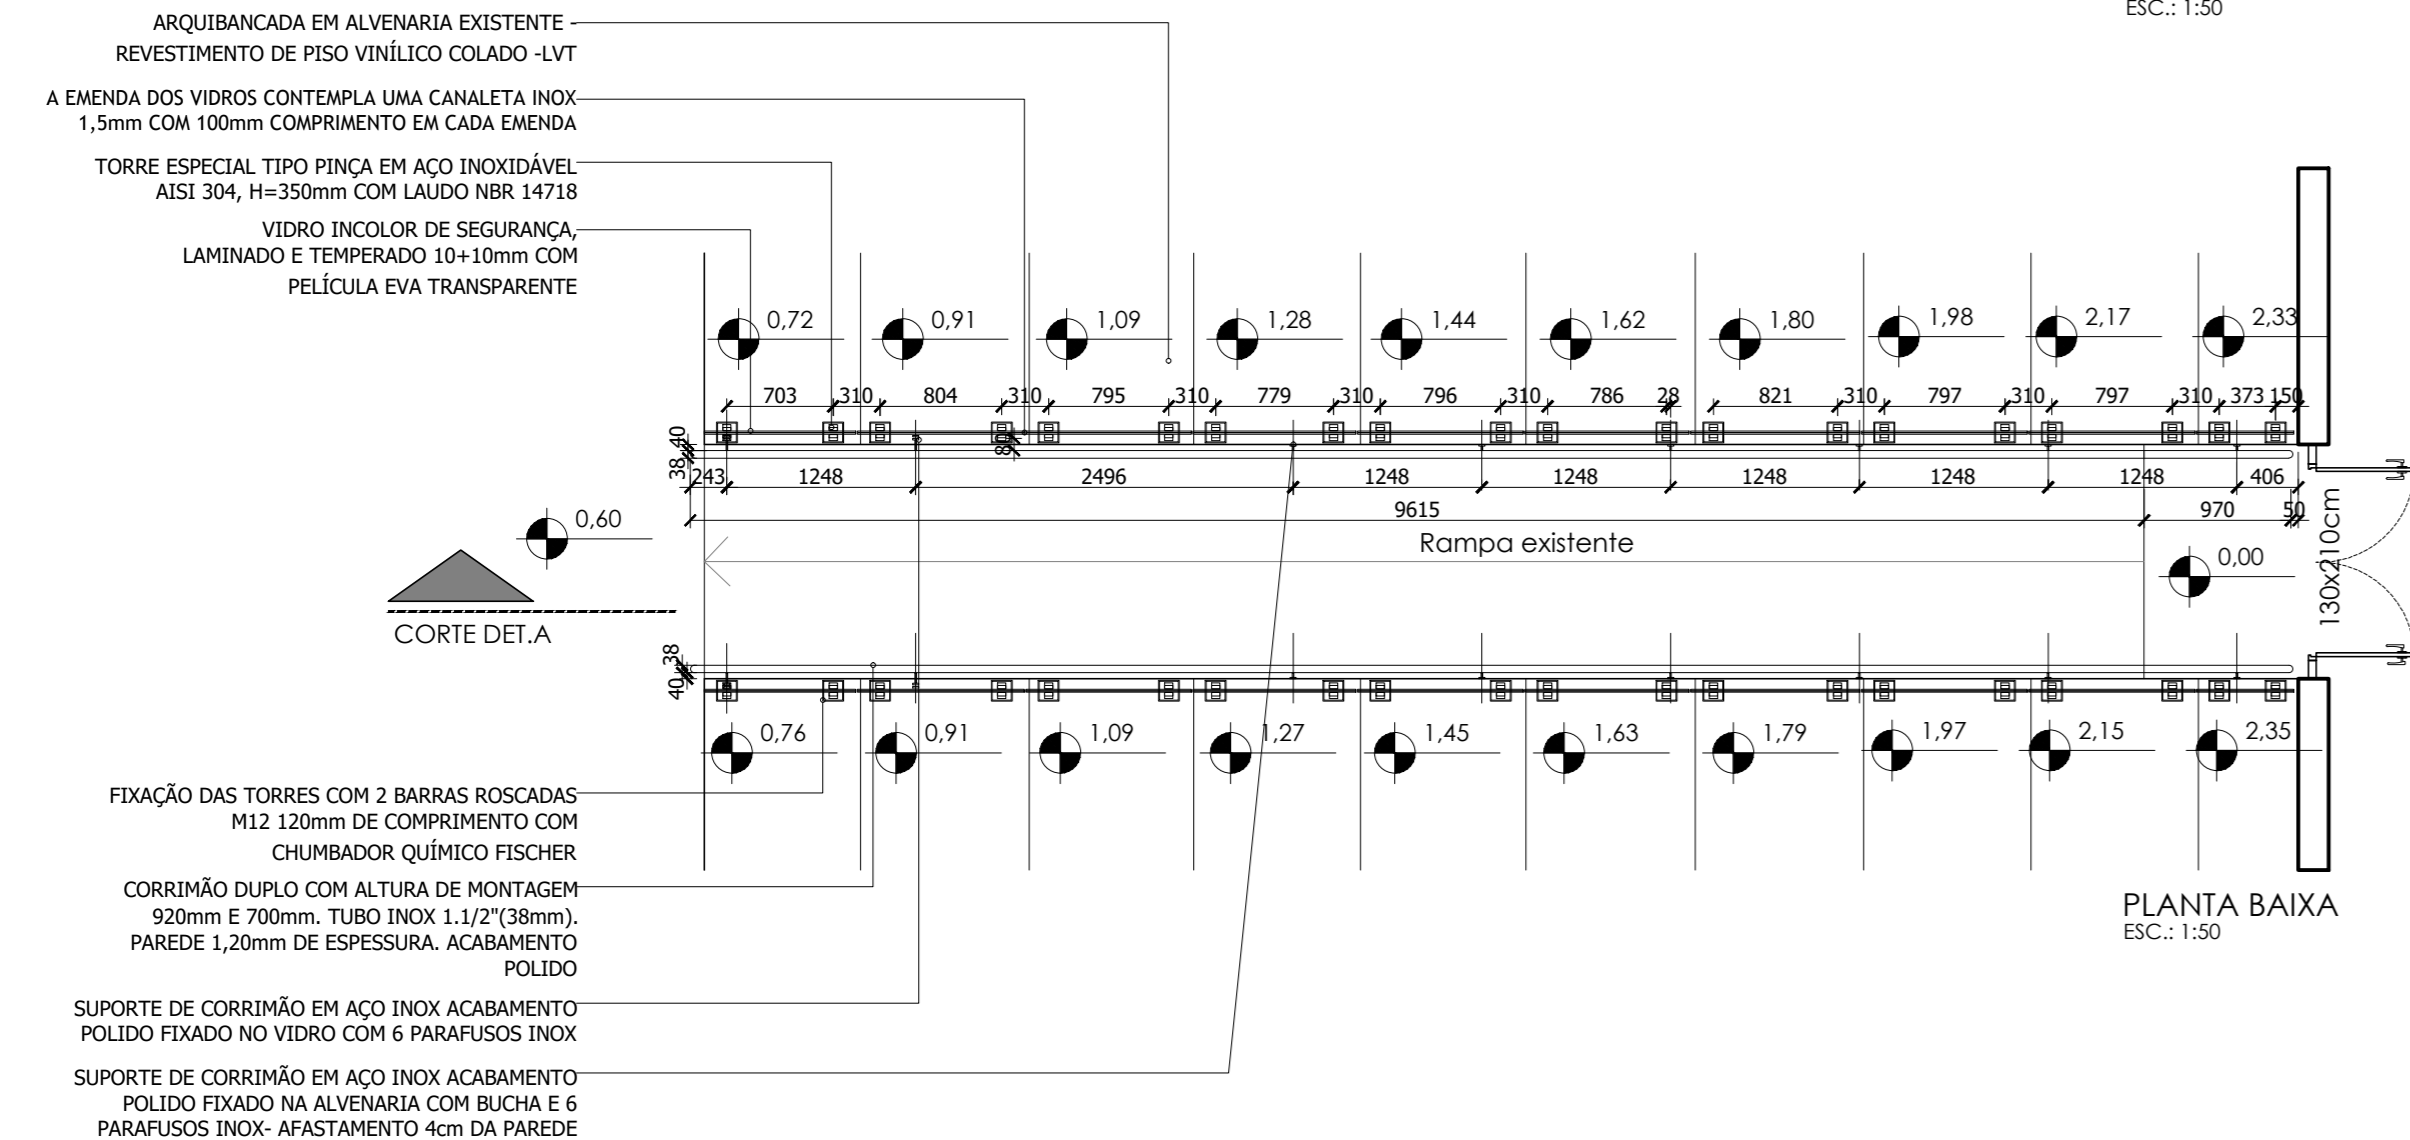 ESC.: 1:50
ARQUIBANCADA EM ALVENARIA EXISTENTE -
REVESTIMENTO DE PISO VINÍLICO COLADO -LVT
A EMENDA DOS VIDROS CONTEMPLA UMA CANALETA INOX
1,5mm COM 100mm COMPRIMENTO EM CADA EMENDA
TORRE ESPECIAL TIPO PINÇA EM AÇO INOXIDÁVEL
AISI 304, H=350mm COM LAUDO NBR 14718
VIDRO INCOLOR DE SEGURANÇA,
LAMINADO E TEMPERADO 10+10mm COM
PELÍCULA EVA TRANSPARENTE
0,72 0,91 1,09 1,28 1,44 1,62 1,80 1,98 2,17 2,33
703 310 804 310 795 310 779 310 796 310 786 28 821 310 797 310 797 310 373 150
40
80
38
243 1248 2496 1248 1248 1248 1248 1248 406
9615 970 50
0,60
Rampa existente
0,00
130x210cm
CORTE DET.A
38
40
0,76 0,91 1,09 1,27 1,45 1,63 1,79 1,97 2,15 2,35
FIXAÇÃO DAS TORRES COM 2 BARRAS ROSCADAS
M12 120mm DE COMPRIMENTO COM
CHUMBADOR QUÍMICO FISCHER
CORRIMÃO DUPLO COM ALTURA DE MONTAGEM
920mm E 700mm. TUBO INOX 1.1/2"(38mm).
PAREDE 1,20mm DE ESPESSURA. ACABAMENTO
POLIDO
SUPORTE DE CORRIMÃO EM AÇO INOX ACABAMENTO
POLIDO FIXADO NO VIDRO COM 6 PARAFUSOS INOX
SUPORTE DE CORRIMÃO EM AÇO INOX ACABAMENTO
POLIDO FIXADO NA ALVENARIA COM BUCHA E 6
PARAFUSOS INOX- AFASTAMENTO 4cm DA PAREDE
PLANTA BAIXA
ESC.: 1:50